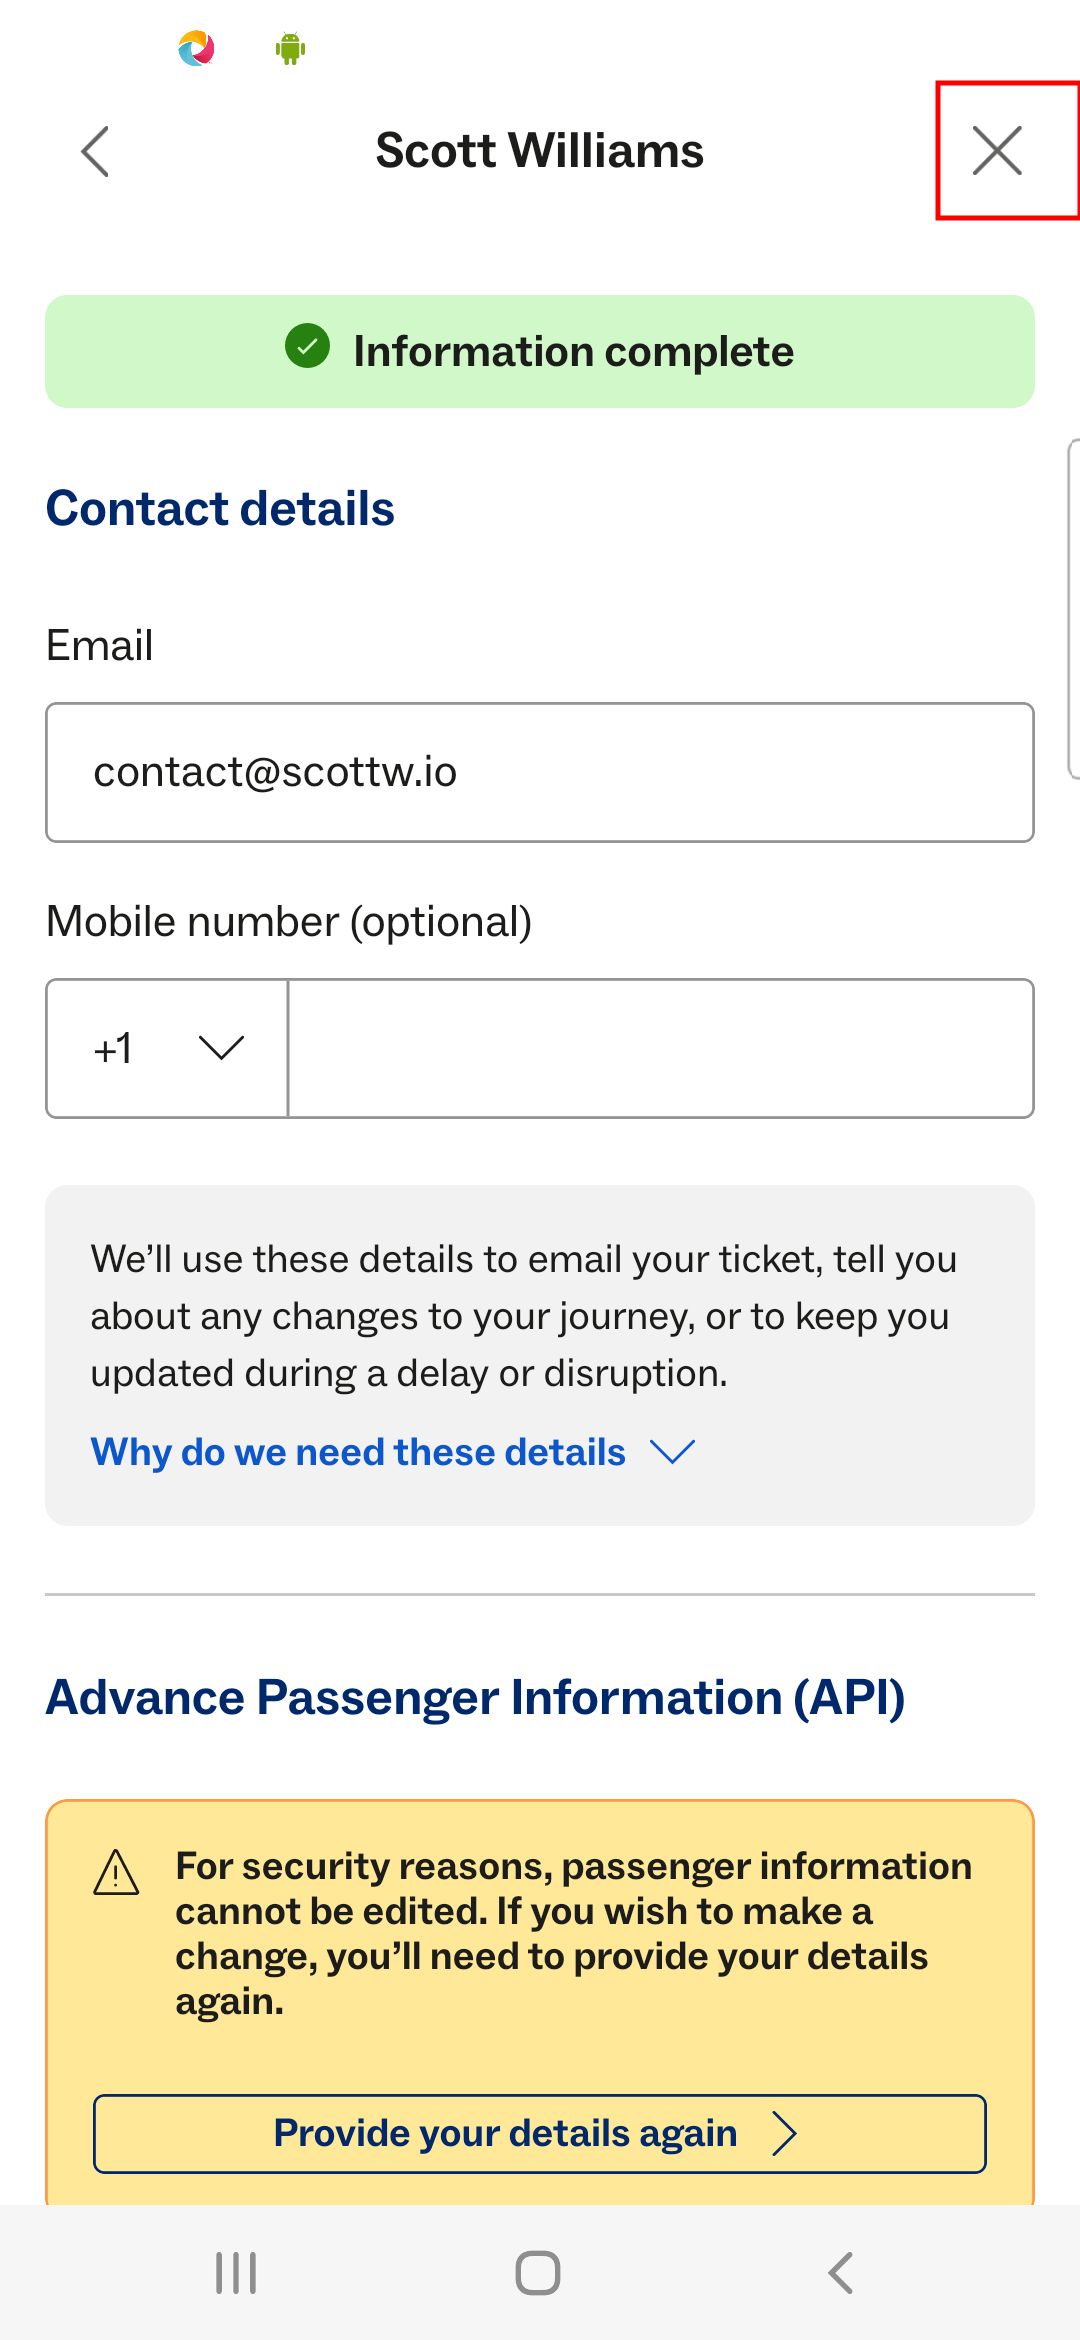 Scott Williams
Information complete
Contact details
Email
contact@scottw.io
Mobile number (optional)
+1
We’ll use these details to email your ticket, tell you
about any changes to your journey, or to keep you
updated during a delay or disruption.
Why do we need these details
Advance Passenger Information (API)
For security reasons, passenger information
cannot be edited. If you wish to make a
change, you’ll need to provide your details
again.
Provide your details again